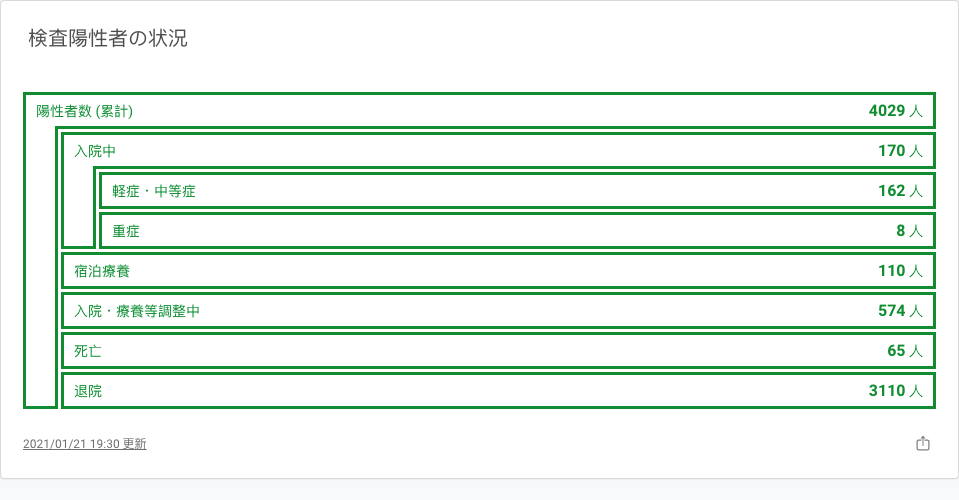 検査陽性者の状況
陽性者数 (累計) 4029 人
入院中 170 人
軽症・中等症 162 人
重症 8 人
宿泊療養 110 人
入院・療養等調整中 574 人
死亡 65 人
退院 3110 人
2021/01/21 19:30 更新